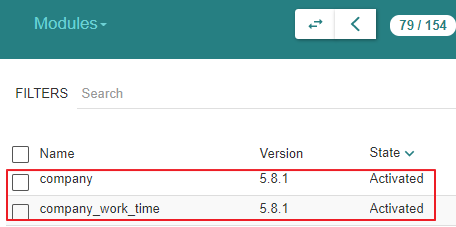 Modules
79 / 154
FILTERS Search
Name Version State
company 5.8.1 Activated
company_work_time 5.8.1 Activated